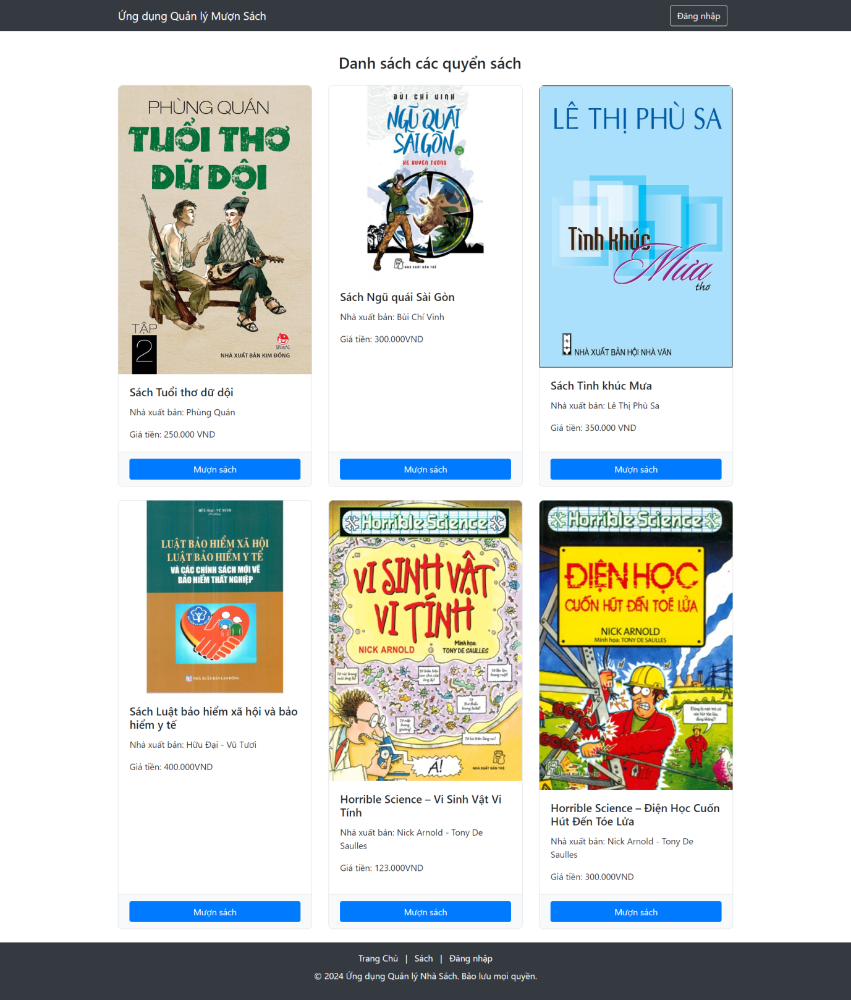 Ứng dụng Quản lý Mượn Sách
Đăng nhập
Danh sách các quyển sách
PHÙNG QUÁN
TUỔI THƠ
DỮ DỘI
TẬP
2
KIM ĐỒNG
NHÀ XUẤT BẢN KIM ĐỒNG
Sách Tuổi thơ dữ dội
Nhà xuất bản: Phùng Quán
Giá tiền: 250.000 VND
Mượn sách
BÙI CHÍ VINH
NGŨ QUÁI
SÀI GÒN
KẺ HUYỄN TƯỞNG
NHÀ XUẤT BẢN TRẺ
Sách Ngũ quái Sài Gòn
Nhà xuất bản: Bùi Chí Vinh
Giá tiền: 300.000VND
Mượn sách
LÊ THỊ PHÙ SA
Tình khúc
Mưa
thơ
NHÀ XUẤT BẢN HỘI NHÀ VĂN
Sách Tình khúc Mưa
Nhà xuất bản: Lê Thị Phù Sa
Giá tiền: 350.000 VND
Mượn sách
HỮU ĐẠI - VŨ TƯƠI
LUẬT BẢO HIỂM XÃ HỘI
LUẬT BẢO HIỂM Y TẾ
VÀ CÁC CHÍNH SÁCH MỚI VỀ
BẢO HIỂM THẤT NGHIỆP
NHÀ XUẤT BẢN LAO ĐỘNG
Sách Luật bảo hiểm xã hội và bảo
hiểm y tế
Nhà xuất bản: Hữu Đại - Vũ Tươi
Giá tiền: 400.000VND
Mượn sách
Horrible Science
VI SINH VẬT
VI TÍNH
Minh họa:
NICK ARNOLD
TONY DE SAULLES
Á!
NHÀ XUẤT BẢN TRẺ
Horrible Science – Vi Sinh Vật Vi
Tính
Nhà xuất bản: Nick Arnold - Tony De
Saulles
Giá tiền: 123.000VND
Mượn sách
Horrible Science
ĐIỆN HỌC
CUỐN HÚT ĐẾN TOÉ LỬA
NICK ARNOLD
Minh họa: TONY DE SAULLES
NHÀ XUẤT BẢN TRẺ
Horrible Science – Điện Học Cuốn
Hút Đến Tóe Lửa
Nhà xuất bản: Nick Arnold - Tony De
Saulles
Giá tiền: 300.000VND
Mượn sách
Trang Chủ | Sách | Đăng nhập
© 2024 Ứng dụng Quản lý Nhà Sách. Bảo lưu mọi quyền.